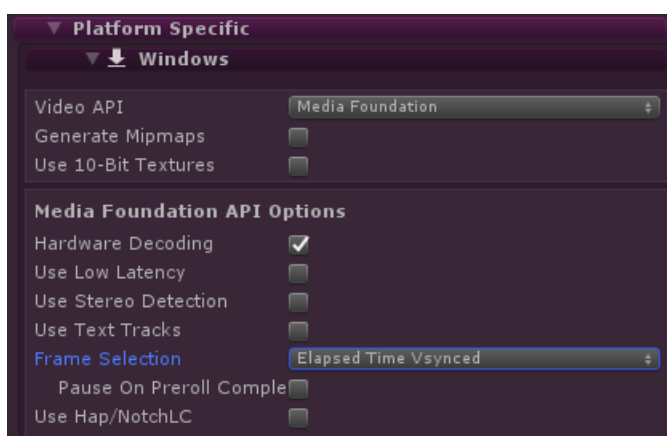 Platform Specific
Windows
Video API Media Foundation
Generate Mipmaps
Use 10-Bit Textures
Media Foundation API Options
Hardware Decoding
Use Low Latency
Use Stereo Detection
Use Text Tracks
Frame Selection Elapsed Time Vsynced
Pause On Preroll Comple
Use Hap/NotchLC